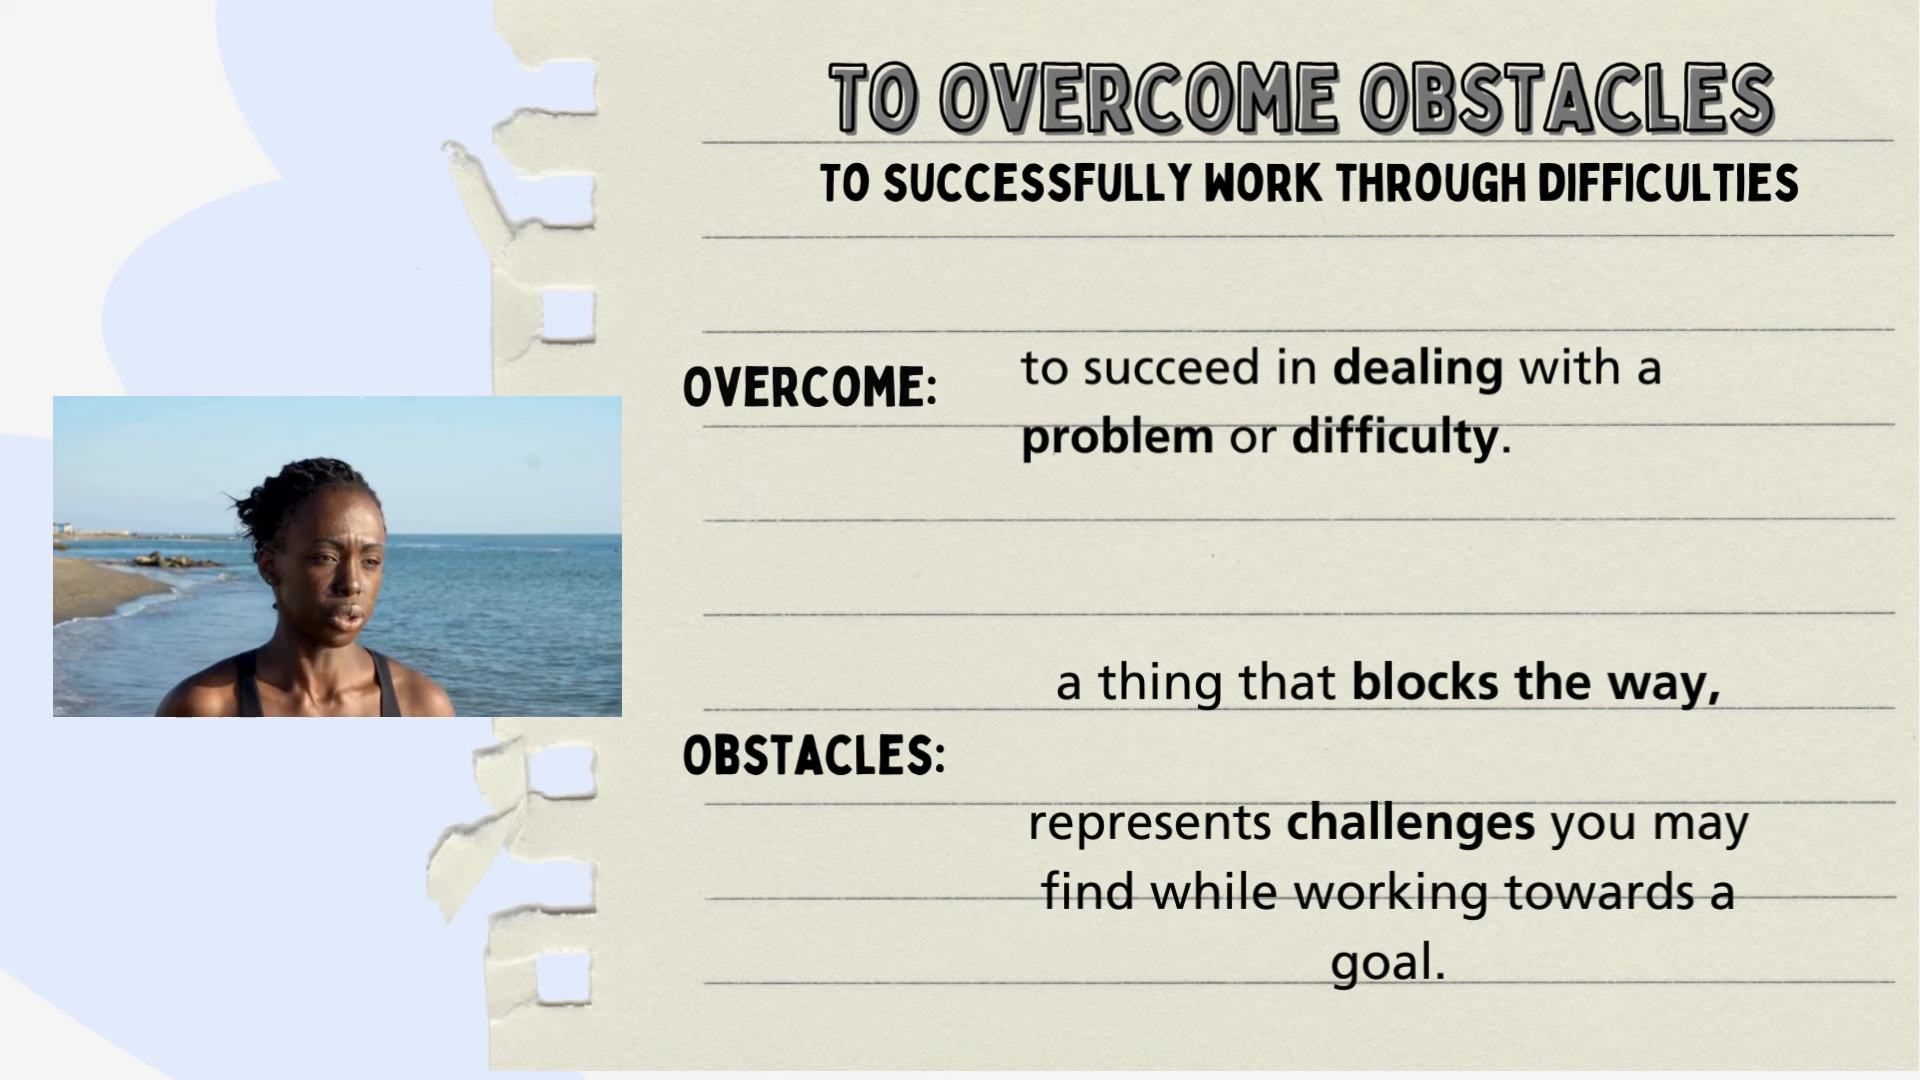 TO OVERCOME OBSTACLES
TO SUCCESSFULLY WORK THROUGH DIFFICULTIES
OVERCOME:
to succeed in dealing with a
problem or difficulty.
OBSTACLES:
a thing that blocks the way,
represents challenges you may
find while working towards a
goal.